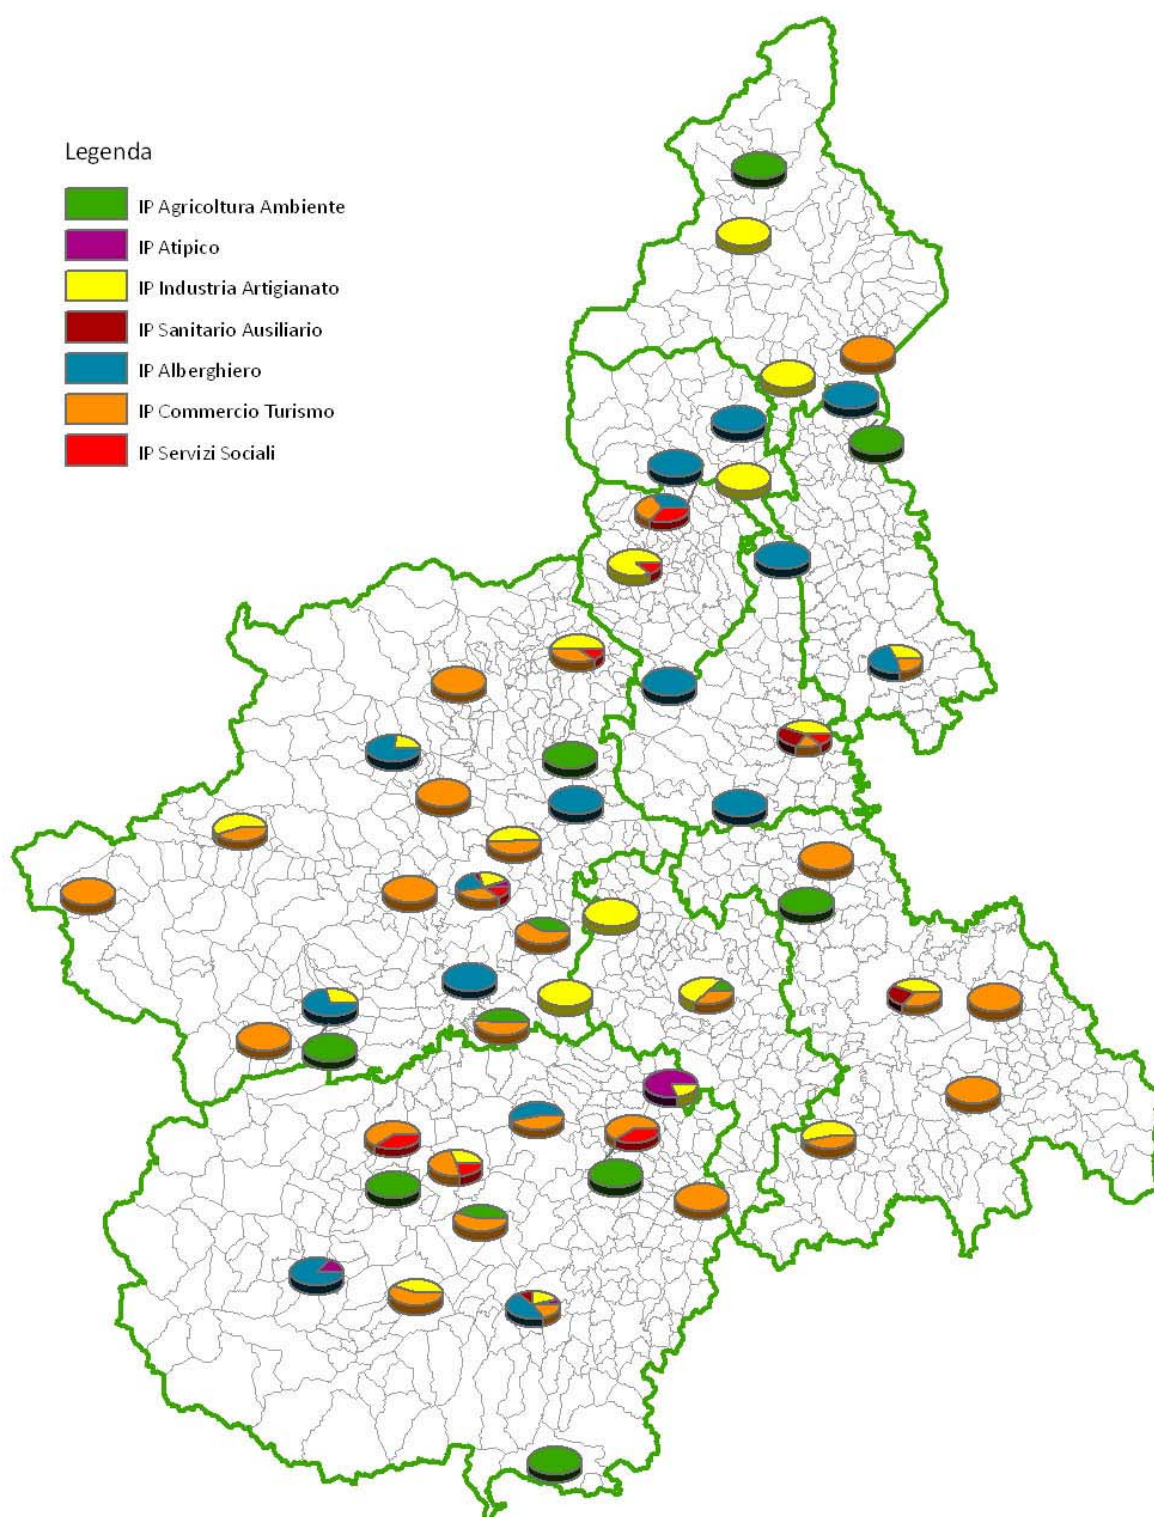 Legenda
IP Agricoltura Ambiente
IP Atipico
IP Industria Artigianato
IP Sanitario Ausiliario
IP Alberghiero
IP Commercio Turismo
IP Servizi Sociali